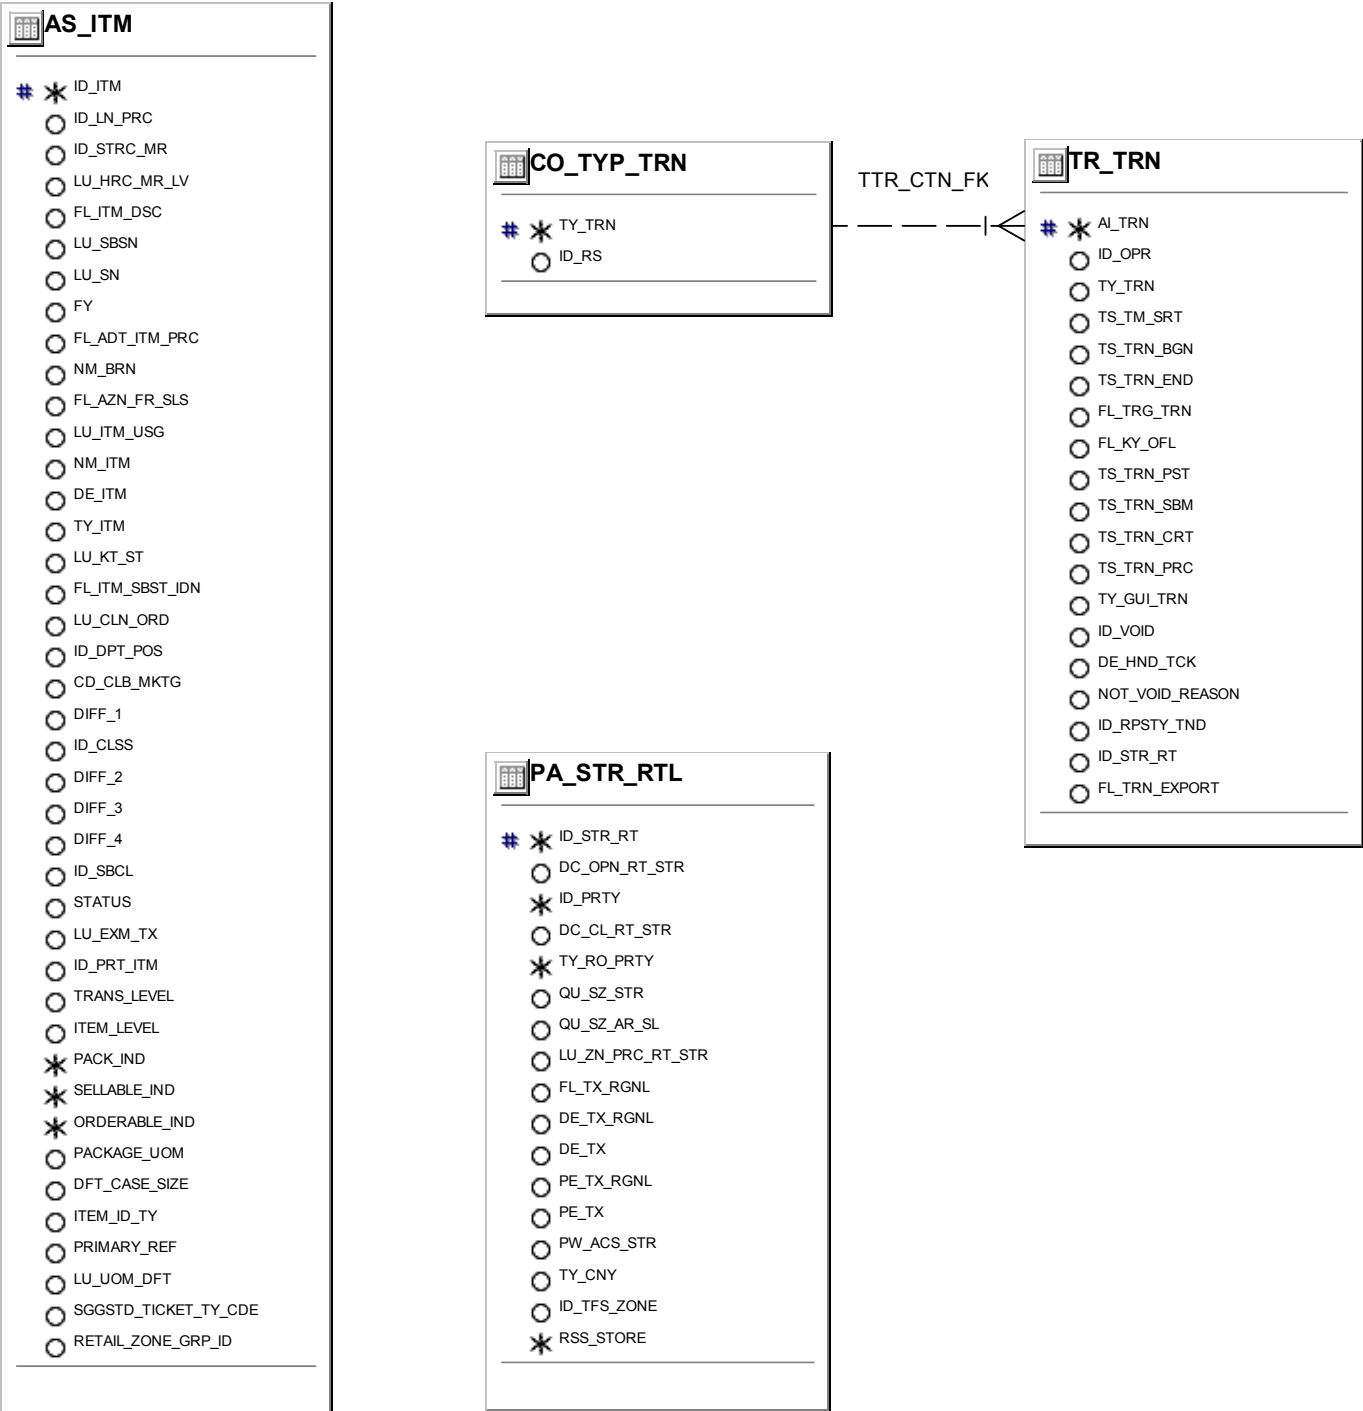 AS_ITM
# * ID_ITM
ID_LN_PRC
ID_STRC_MR
LU_HRC_MR_LV
FL_ITM_DSC
LU_SBSN
LU_SN
FY
FL_ADT_ITM_PRC
NM_BRN
FL_AZN_FR_SLS
LU_ITM_USG
NM_ITM
DE_ITM
TY_ITM
LU_KT_ST
FL_ITM_SBST_IDN
LU_CLN_ORD
ID_DPT_POS
CD_CLB_MKTG
DIFF_1
ID_CLSS
DIFF_2
DIFF_3
DIFF_4
ID_SBCL
STATUS
LU_EXM_TX
ID_PRT_ITM
TRANS_LEVEL
ITEM_LEVEL
* PACK_IND
* SELLABLE_IND
* ORDERABLE_IND
PACKAGE_UOM
DFT_CASE_SIZE
ITEM_ID_TY
PRIMARY_REF
LU_UOM_DFT
SGGSTD_TICKET_TY_CDE
RETAIL_ZONE_GRP_ID
CO_TYP_TRN
# * TY_TRN
ID_RS
TTR_CTN_FK
TR_TRN
# * AI_TRN
ID_OPR
TY_TRN
TS_TM_SRT
TS_TRN_BGN
TS_TRN_END
FL_TRG_TRN
FL_KY_OFL
TS_TRN_PST
TS_TRN_SBM
TS_TRN_CRT
TS_TRN_PRC
TY_GUI_TRN
ID_VOID
DE_HND_TCK
NOT_VOID_REASON
ID_RPSTY_TND
ID_STR_RT
FL_TRN_EXPORT
PA_STR_RTL
# * ID_STR_RT
DC_OPN_RT_STR
* ID_PRTY
DC_CL_RT_STR
* TY_RO_PRTY
QU_SZ_STR
QU_SZ_AR_SL
LU_ZN_PRC_RT_STR
FL_TX_RGNL
DE_TX_RGNL
DE_TX
PE_TX_RGNL
PE_TX
PW_ACS_STR
TY_CNY
ID_TFS_ZONE
* RSS_STORE